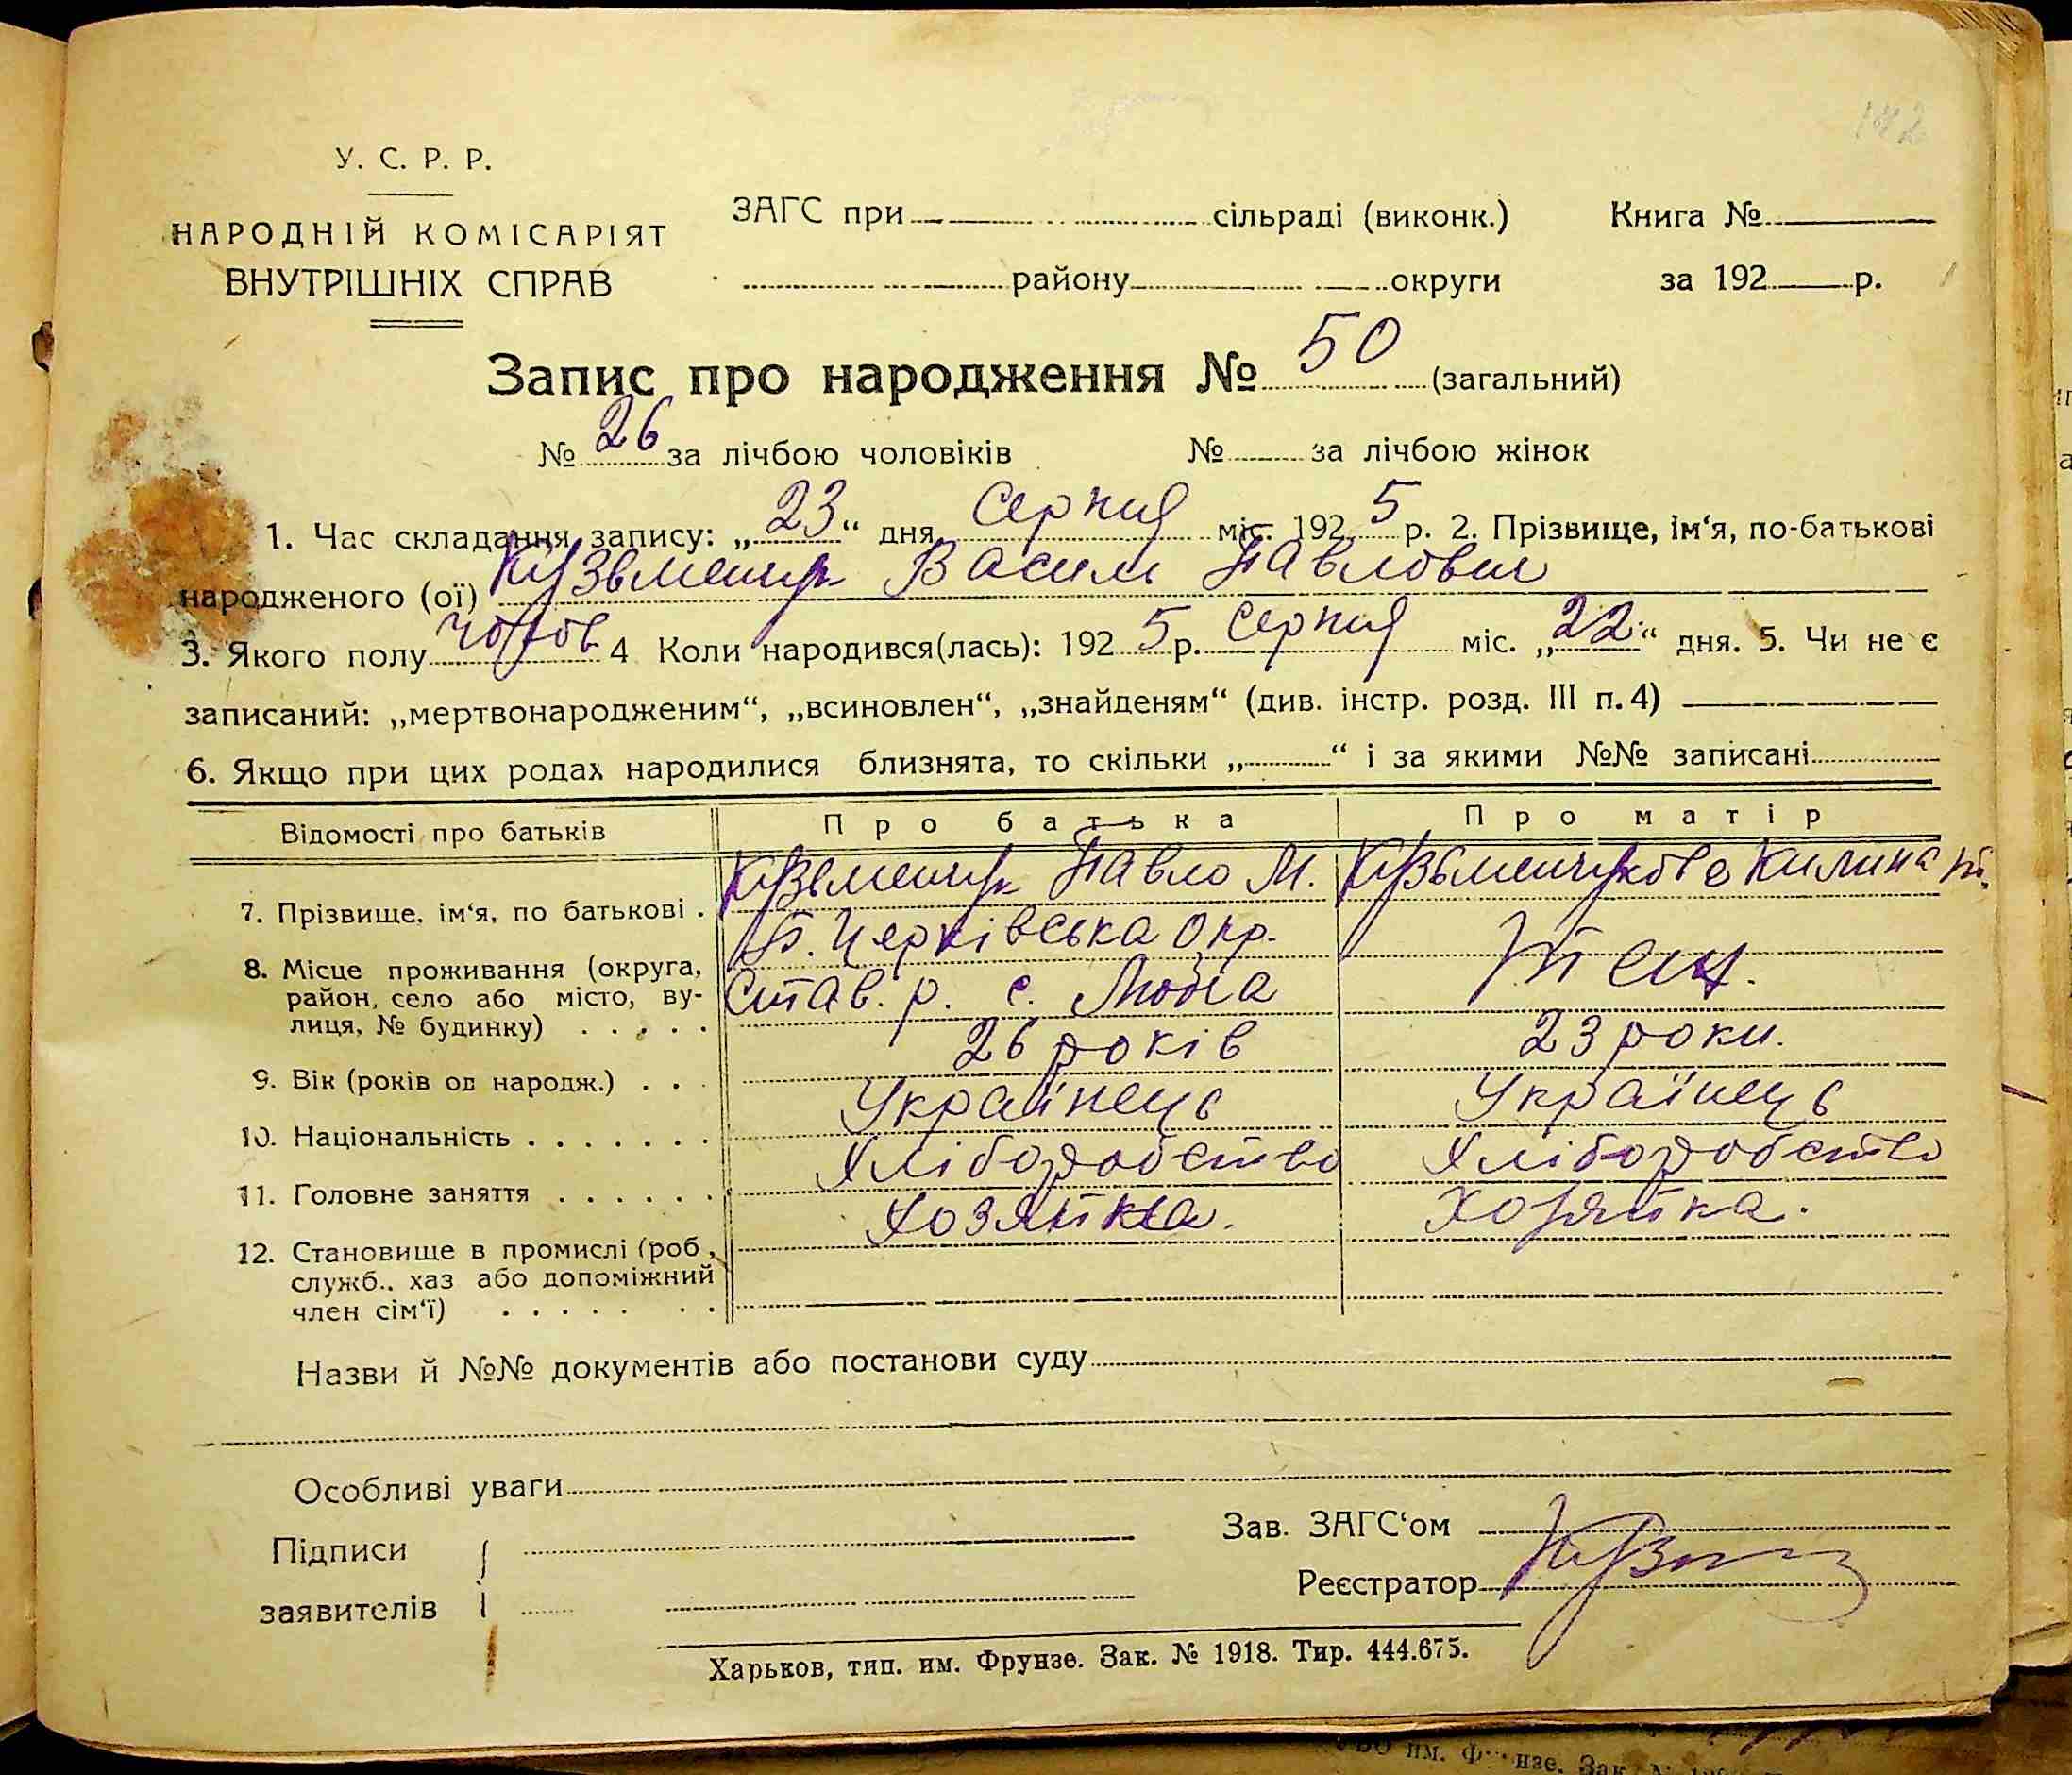 142
У. С. Р. Р.
НАРОДНІЙ КОМІСАРІЯТ
ВНУТРІШНІХ СПРАВ
ЗАГС при сільраді (виконк.) Книга №
району округи за 192 р.
Запис про народження № 50 (загальний)
№ 26 за лічбою чоловіків № за лічбою жінок
1. Час складання запису: „23“ дня Серпня міс. 1925 р. 2. Прізвище, ім‘я, по-батькові
народженого (ої) Кузьменчук Василь Павлович
3. Якого полу чолов 4 Коли народився(лась): 1925 р. Серпня міс. „22“ дня. 5. Чи не є
записаний: „мертвонародженим“, „всиновлен“, „знайденям“ (див. інстр. розд. III п. 4)
6. Якщо при цих родах народилися близнята, то скільки „ “ і за якими №№ записані
Відомості про батьків Про батька Про матір
7. Прізвище, ім‘я, по батькові . Кузьменчук Павло М. Кузьменчукова Килина
8. Місце проживання (округа, район, село або місто, вулиця, № будинку) . . . . . Б. Церківська Окр. Став. р. с.
9. Вік (років од народж.) . . . 26 років 23 роки.
10. Національність . . . . . . . Українець Українець
11. Головне заняття . . . . . . Хліборобство Хліборобство
12. Становище в промислі (роб., служб., хаз або допоміжний член сім‘ї) . . . . . . . Хозяйка. Хозяйка.
Назви й №№ документів або постанови суду
Особливі уваги
Підписи
заявителів
Зав. ЗАГС‘ом
Реєстратор
Харьков, тип. им. Фрунзе. Зак. № 1918. Тир. 444.675.